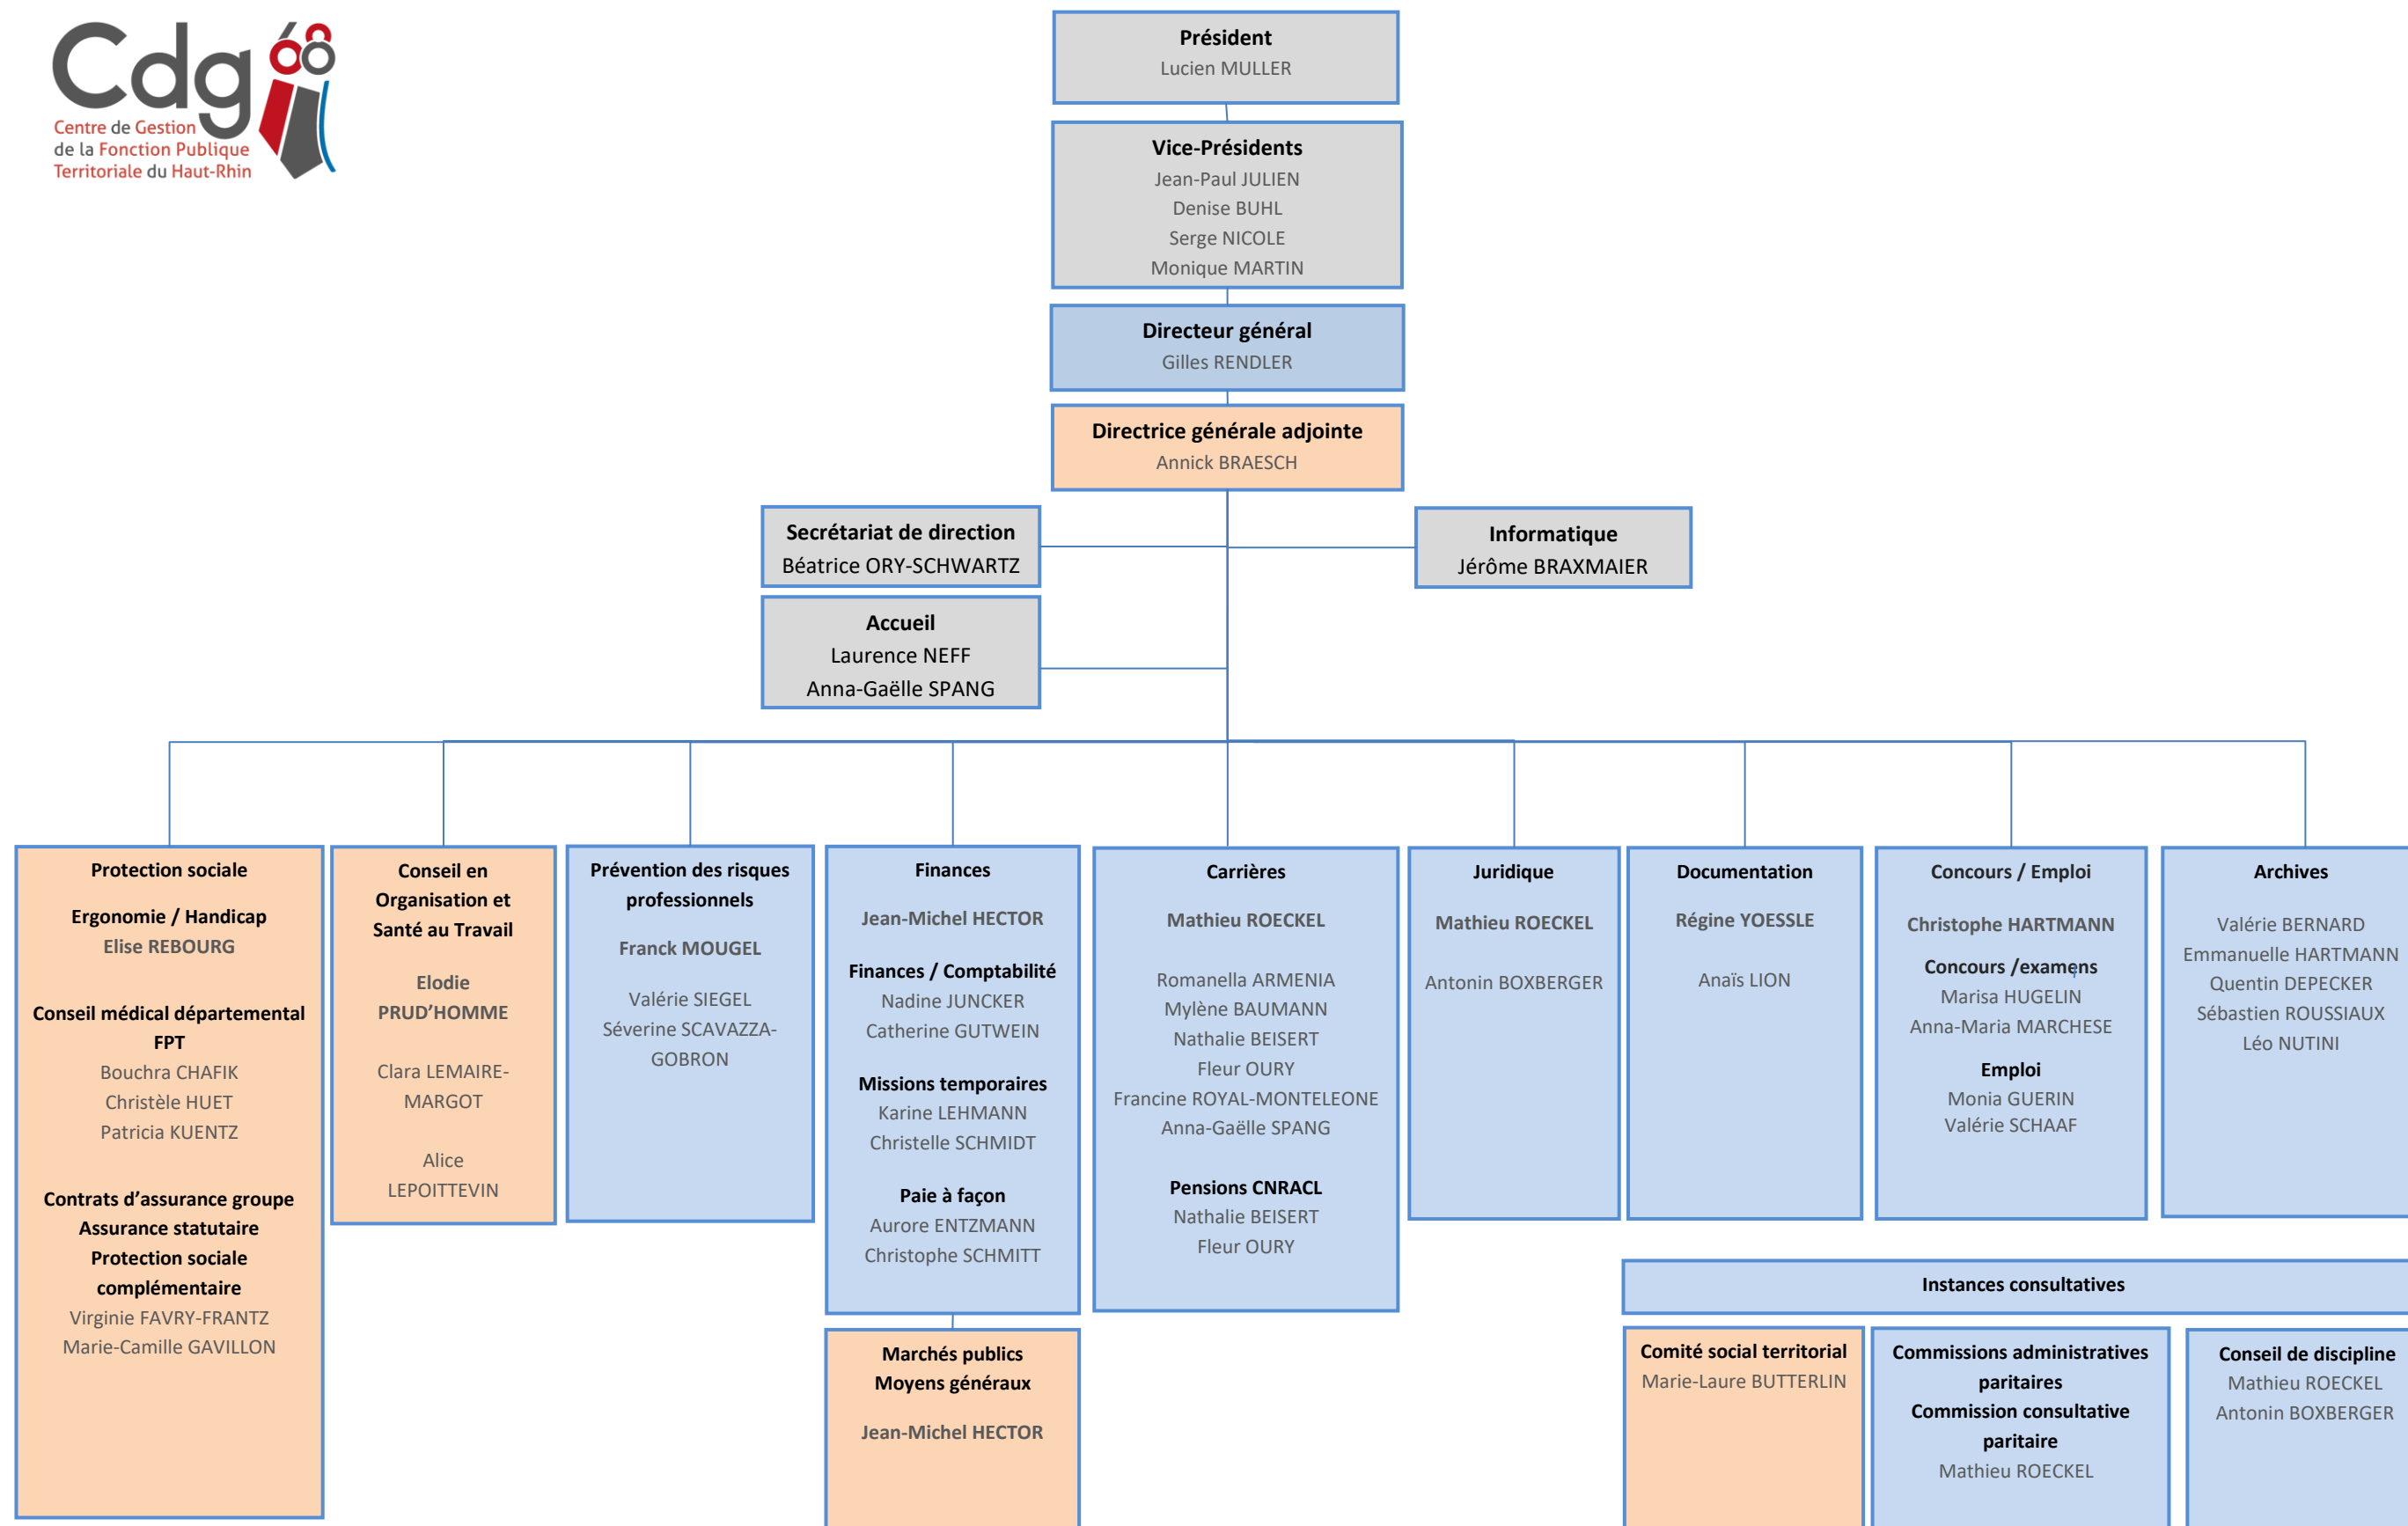 Cdg 68
Centre de Gestion
de la Fonction Publique
Territoriale du Haut-Rhin
Président
Lucien MULLER
Vice-Présidents
Jean-Paul JULIEN
Denise BUHL
Serge NICOLE
Monique MARTIN
Directeur général
Gilles RENDLER
Directrice générale adjointe
Annick BRAESCH
Secrétariat de direction
Béatrice ORY-SCHWARTZ
Informatique
Jérôme BRAXMAIER
Accueil
Laurence NEFF
Anna-Gaëlle SPANG
Protection sociale
Ergonomie / Handicap
Elise REBOURG
Conseil médical départemental
FPT
Bouchra CHAFIK
Christèle HUET
Patricia KUENTZ
Contrats d’assurance groupe
Assurance statutaire
Protection sociale
complémentaire
Virginie FAVRY-FRANTZ
Marie-Camille GAVILLON
Conseil en
Organisation et
Santé au Travail
Elodie
PRUD’HOMME
Clara LEMAIRE-
MARGOT
Alice
LEPOITTEVIN
Prévention des risques
professionnels
Franck MOUGEL
Valérie SIEGEL
Séverine SCAVAZZA-
GOBRON
Finances
Jean-Michel HECTOR
Finances / Comptabilité
Nadine JUNCKER
Catherine GUTWEIN
Missions temporaires
Karine LEHMANN
Christelle SCHMIDT
Paie à façon
Aurore ENTZMANN
Christophe SCHMITT
Marchés publics
Moyens généraux
Jean-Michel HECTOR
Carrières
Mathieu ROECKEL
Romanella ARMENIA
Mylène BAUMANN
Nathalie BEISERT
Fleur OURY
Francine ROYAL-MONTELEONE
Anna-Gaëlle SPANG
Pensions CNRACL
Nathalie BEISERT
Fleur OURY
Juridique
Mathieu ROECKEL
Antonin BOXBERGER
Documentation
Régine YOESSLE
Anaïs LION
Concours / Emploi
Christophe HARTMANN
Concours /examens
Marisa HUGELIN
Anna-Maria MARCHESE
Emploi
Monia GUERIN
Valérie SCHAAF
Archives
Valérie BERNARD
Emmanuelle HARTMANN
Quentin DEPECKER
Sébastien ROUSSIAUX
Léo NUTINI
Instances consultatives
Comité social territorial
Marie-Laure BUTTERLIN
Commissions administratives
paritaires
Commission consultative
paritaire
Mathieu ROECKEL
Conseil de discipline
Mathieu ROECKEL
Antonin BOXBERGER